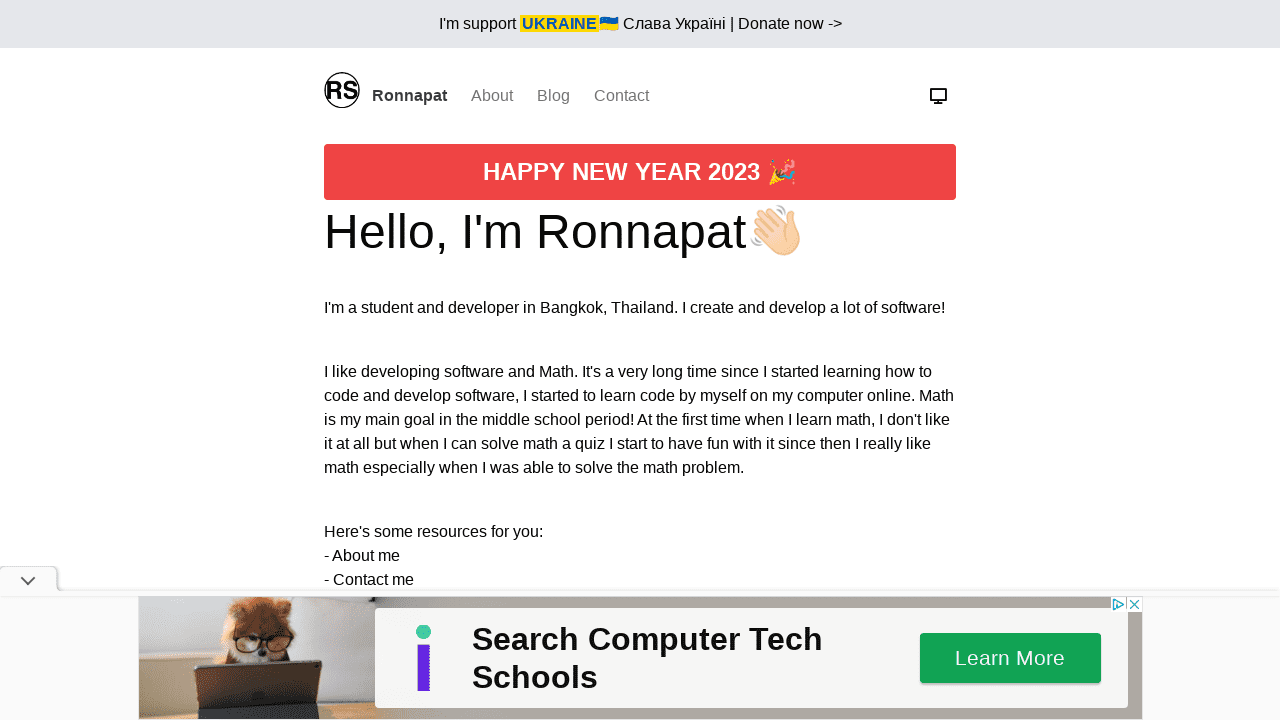 I'm support UKRAINE🇺🇦 Слава Україні | Donate now ->
RS Ronnapat About Blog Contact
HAPPY NEW YEAR 2023 🎉
Hello, I'm Ronnapat👋🏻
I'm a student and developer in Bangkok, Thailand. I create and develop a lot of software!
I like developing software and Math. It's a very long time since I started learning how to
code and develop software, I started to learn code by myself on my computer online. Math
is my main goal in the middle school period! At the first time when I learn math, I don't like
it at all but when I can solve math a quiz I start to have fun with it since then I really like
math especially when I was able to solve the math problem.
Here's some resources for you:
- About me
- Contact me
Search Computer Tech
Schools
Learn More